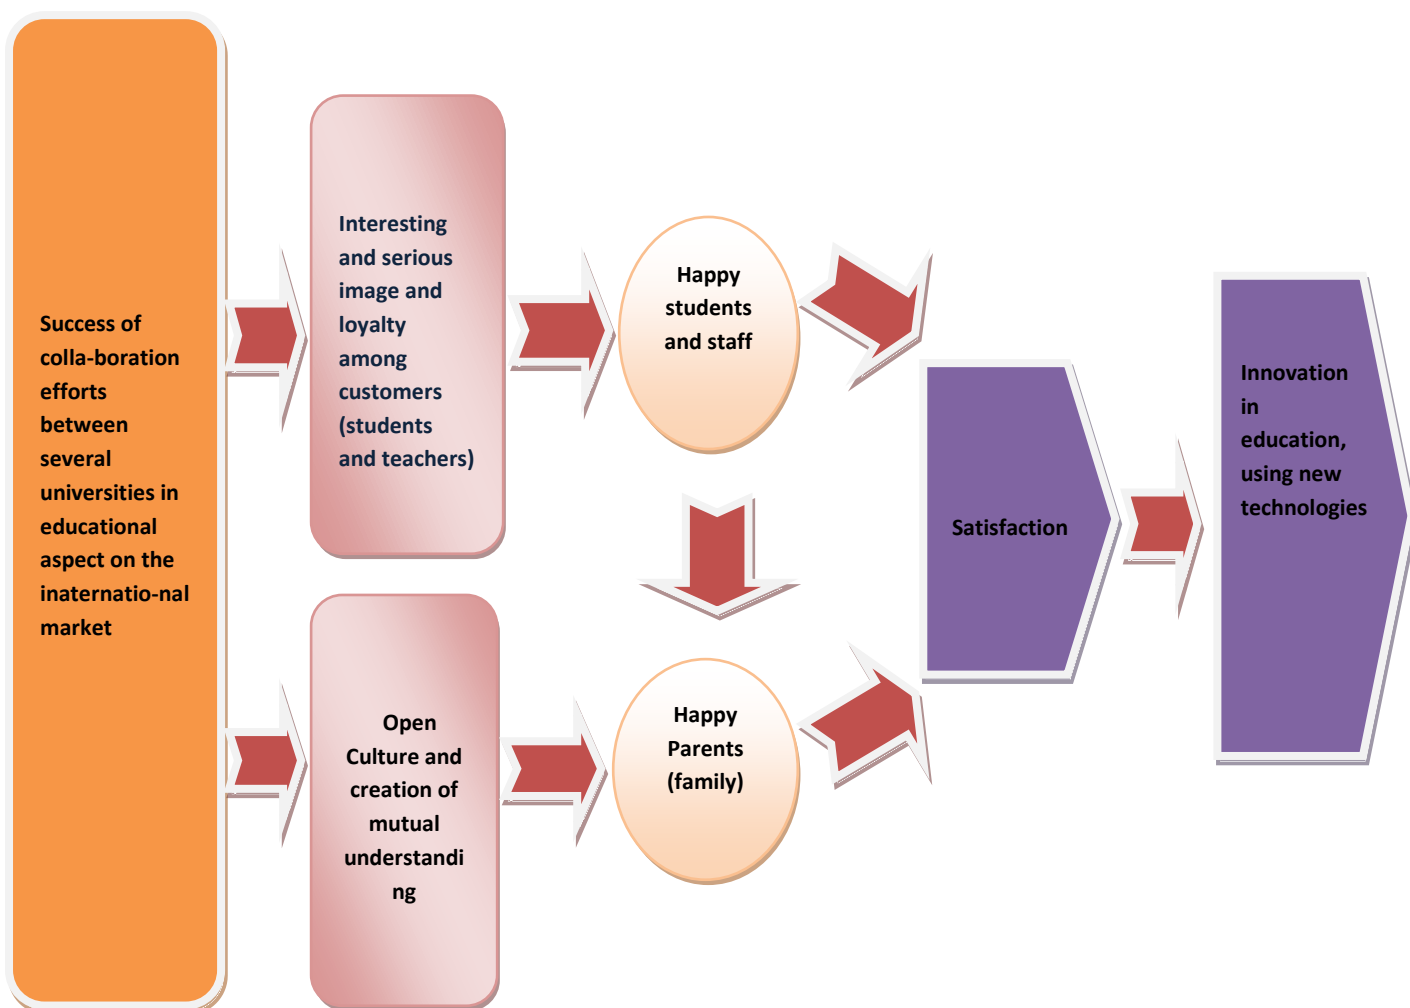 Success of
colla-boration
efforts
between
several
universities in
educational
aspect on the
inaternatio-nal
market
Interesting
and serious
image and
loyalty
among
customers
(students
and teachers)
Open
Culture and
creation of
mutual
understandi
ng
Happy
students
and staff
Happy
Parents
(family)
Satisfaction
Innovation
in
education,
using new
technologies